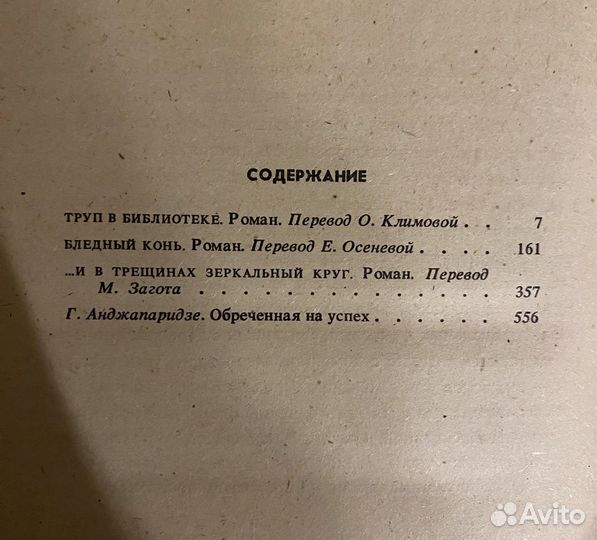 СОДЕРЖАНИЕ
ТРУП В БИБЛИОТЕКЕ. Роман. Перевод О. Климовой . . 7
БЛЕДНЫЙ КОНЬ. Роман. Перевод Е. Осеневой . . . . 161
...И В ТРЕЩИНАХ ЗЕРКАЛЬНЫЙ КРУГ. Роман. Перевод
М. Загота . . . . . . . . . . . . . . 357
Г. Анджапаридзе. Обреченная на успех . . . . . . 556
Avito